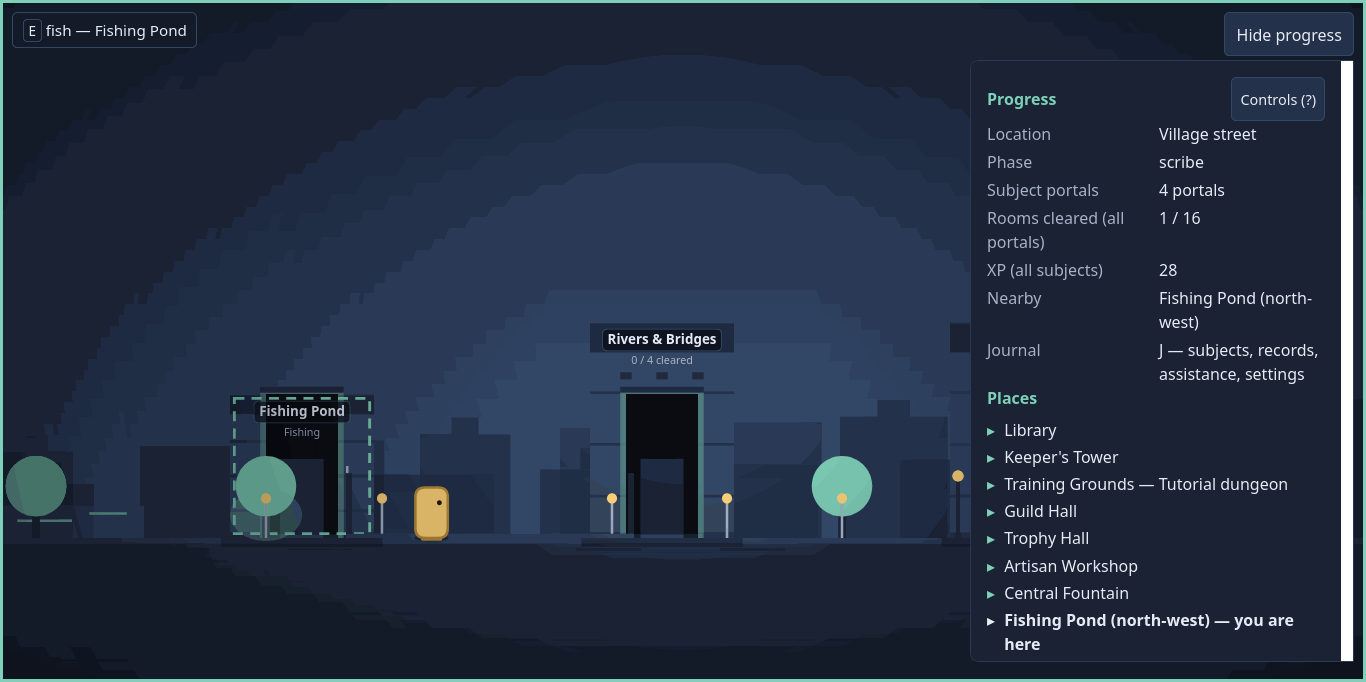 E fish — Fishing Pond
Hide progress
Progress
Controls (?)
Location Village street
Phase scribe
Subject portals 4 portals
Rooms cleared (all 1 / 16
portals)
XP (all subjects) 28
Nearby Fishing Pond (north-
west)
Journal J — subjects, records,
assistance, settings
Places
▸ Library
▸ Keeper's Tower
▸ Training Grounds — Tutorial dungeon
▸ Guild Hall
▸ Trophy Hall
▸ Artisan Workshop
▸ Central Fountain
▸ Fishing Pond (north-west) — you are
here
Rivers & Bridges
0 / 4 cleared
Fishing Pond
Fishing